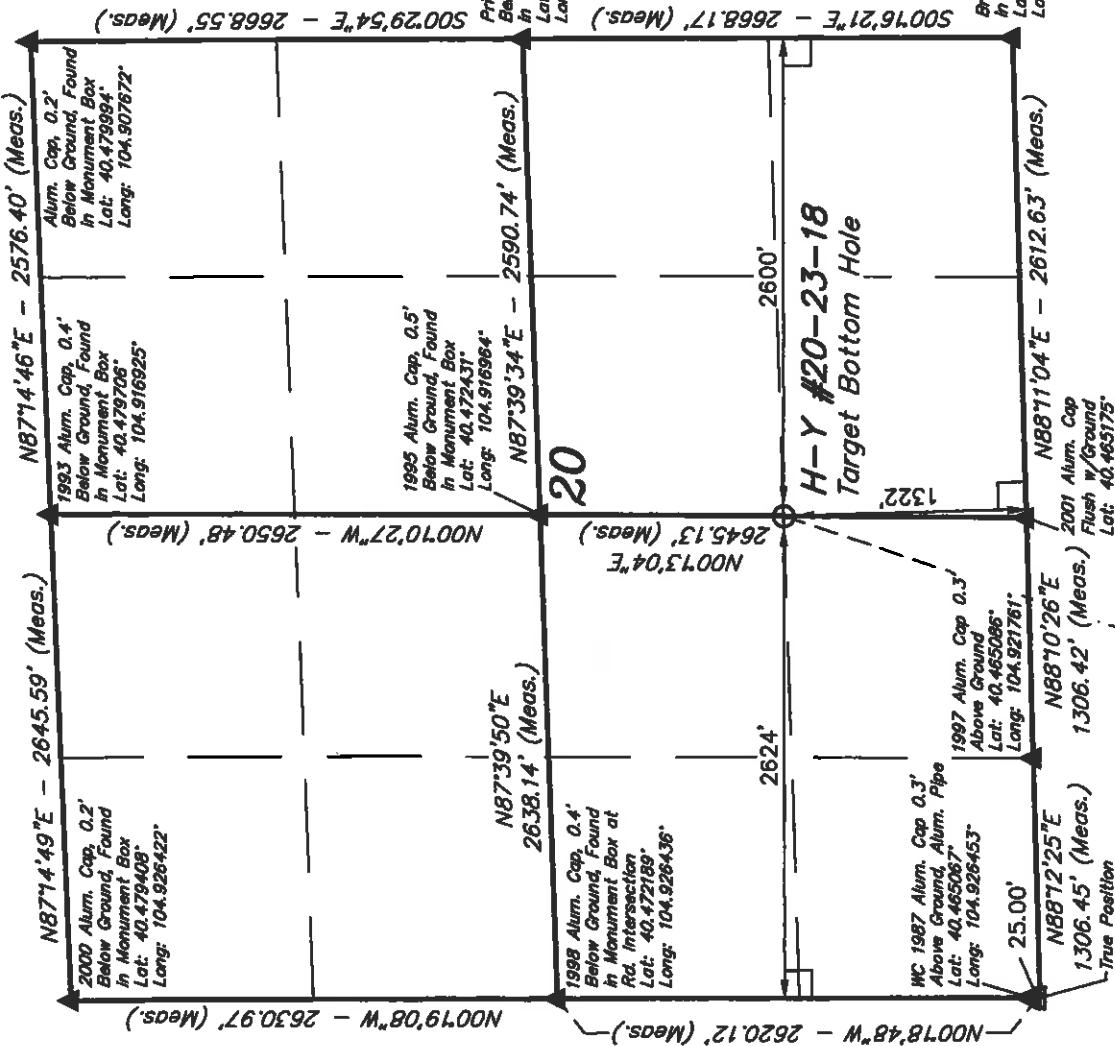 N87°14'49"E - 2645.59' (Meas.)
N87°14'46"E - 2576.40' (Meas.)
2000 Alum. Cap, 0.2'
Below Ground, Found
In Monument Box
Lat: 40.479408°
Long: 104.926422°
1993 Alum. Cap, 0.4'
Below Ground, Found
In Monument Box
Lat: 40.479706°
Long: 104.916925°
Alum. Cap, 0.2'
Below Ground, Found
In Monument Box
Lat: 40.479994°
Long: 104.907672°
N00°19'08"W - 2630.97' (Meas.)
N00°10'27"W - 2650.48' (Meas.)
S00°29'54"E - 2668.55' (Meas.)
1995 Alum. Cap, 0.5'
Below Ground, Found
In Monument Box
Lat: 40.472431°
Long: 104.916964°
N87°39'50"E
2638.14' (Meas.)
N87°39'34"E - 2590.74' (Meas.)
1998 Alum. Cap, 0.4'
Below Ground, Found
In Monument Box at
Rd. Intersection
Lat: 40.472189°
Long: 104.926436°
20
N00°13'04"E
2645.13' (Meas.)
2624'
2600'
H-Y #20-23-18
Target Bottom Hole
1322'
S00°16'21"E - 2668.17' (Meas.)
N00°18'48"W - 2620.12' (Meas.)
WC 1987 Alum. Cap 0.3'
Above Ground, Alum. Pipe
Lat: 40.465067°
Long: 104.926453°
1997 Alum. Cap 0.3'
Above Ground
Lat: 40.465086°
Long: 104.921761°
25.00'
N88°12'25"E
1306.45' (Meas.)
True Position
N88°10'26"E
1306.42' (Meas.)
N88°11'04"E - 2612.63' (Meas.)
2001 Alum. Cap
Flush w/Ground
Lat: 40.465175°